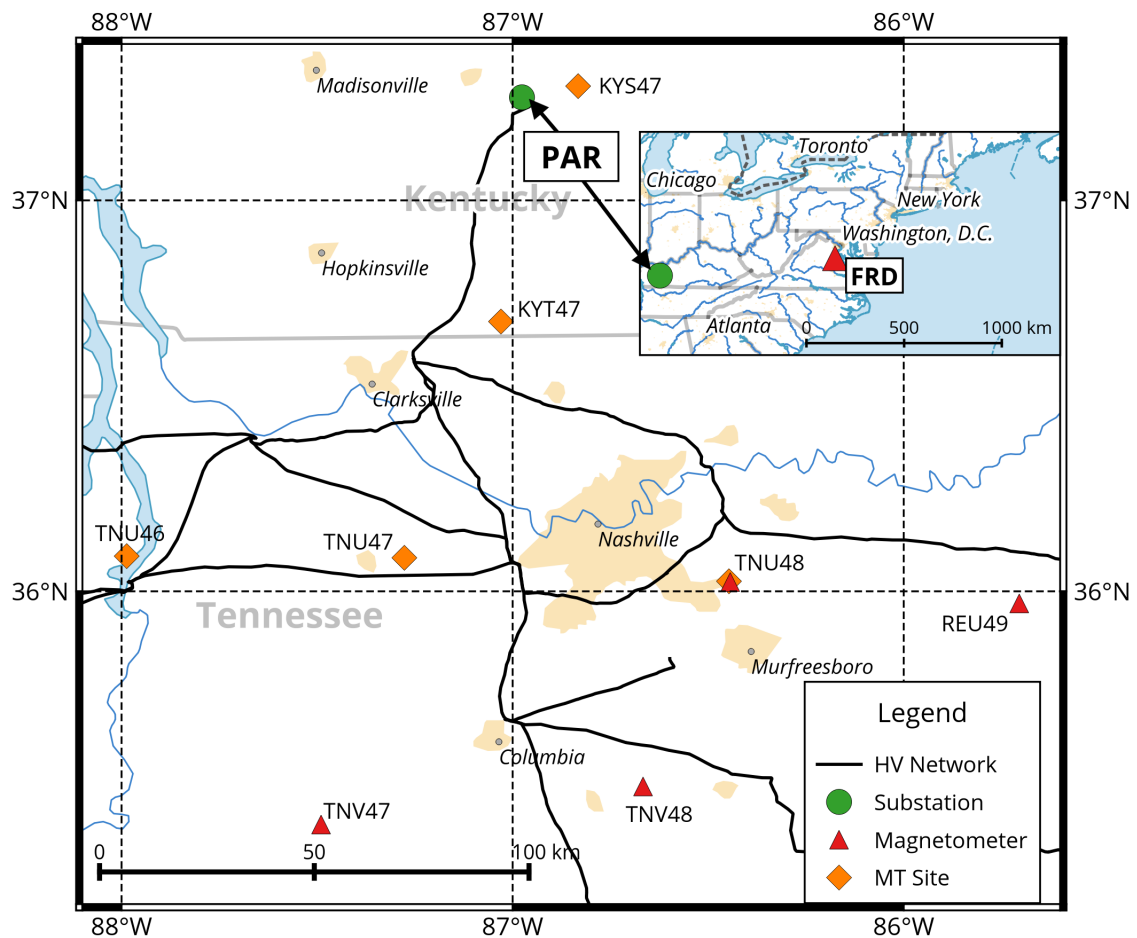 88°W 87°W 86°W
Madisonville
KYS47
PAR
Toronto
Chicago
New York
Kentucky
37°N 37°N
Washington, D.C.
Hopkinsville
FRD
KYT47
Atlanta
0 500 1000 km
Clarksville
TNU46
TNU47
Nashville
TNU48
36°N 36°N
Tennessee
REU49
Murfreesboro
Legend
Columbia
HV Network
Substation
TNV47
TNV48
Magnetometer
0 50 100 km
MT Site
88°W 87°W 86°W